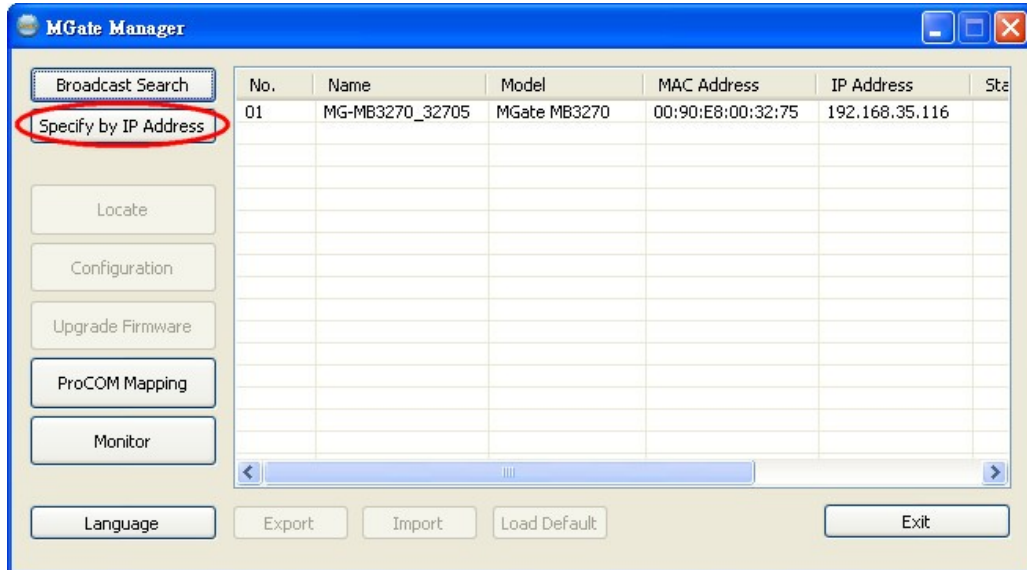 MGate Manager
Broadcast Search
Specify by IP Address
Locate
Configuration
Upgrade Firmware
ProCOM Mapping
Monitor
Language
No. Name Model MAC Address IP Address Sta
01 MG-MB3270_32705 MGate MB3270 00:90:E8:00:32:75 192.168.35.116
Export Import Load Default Exit